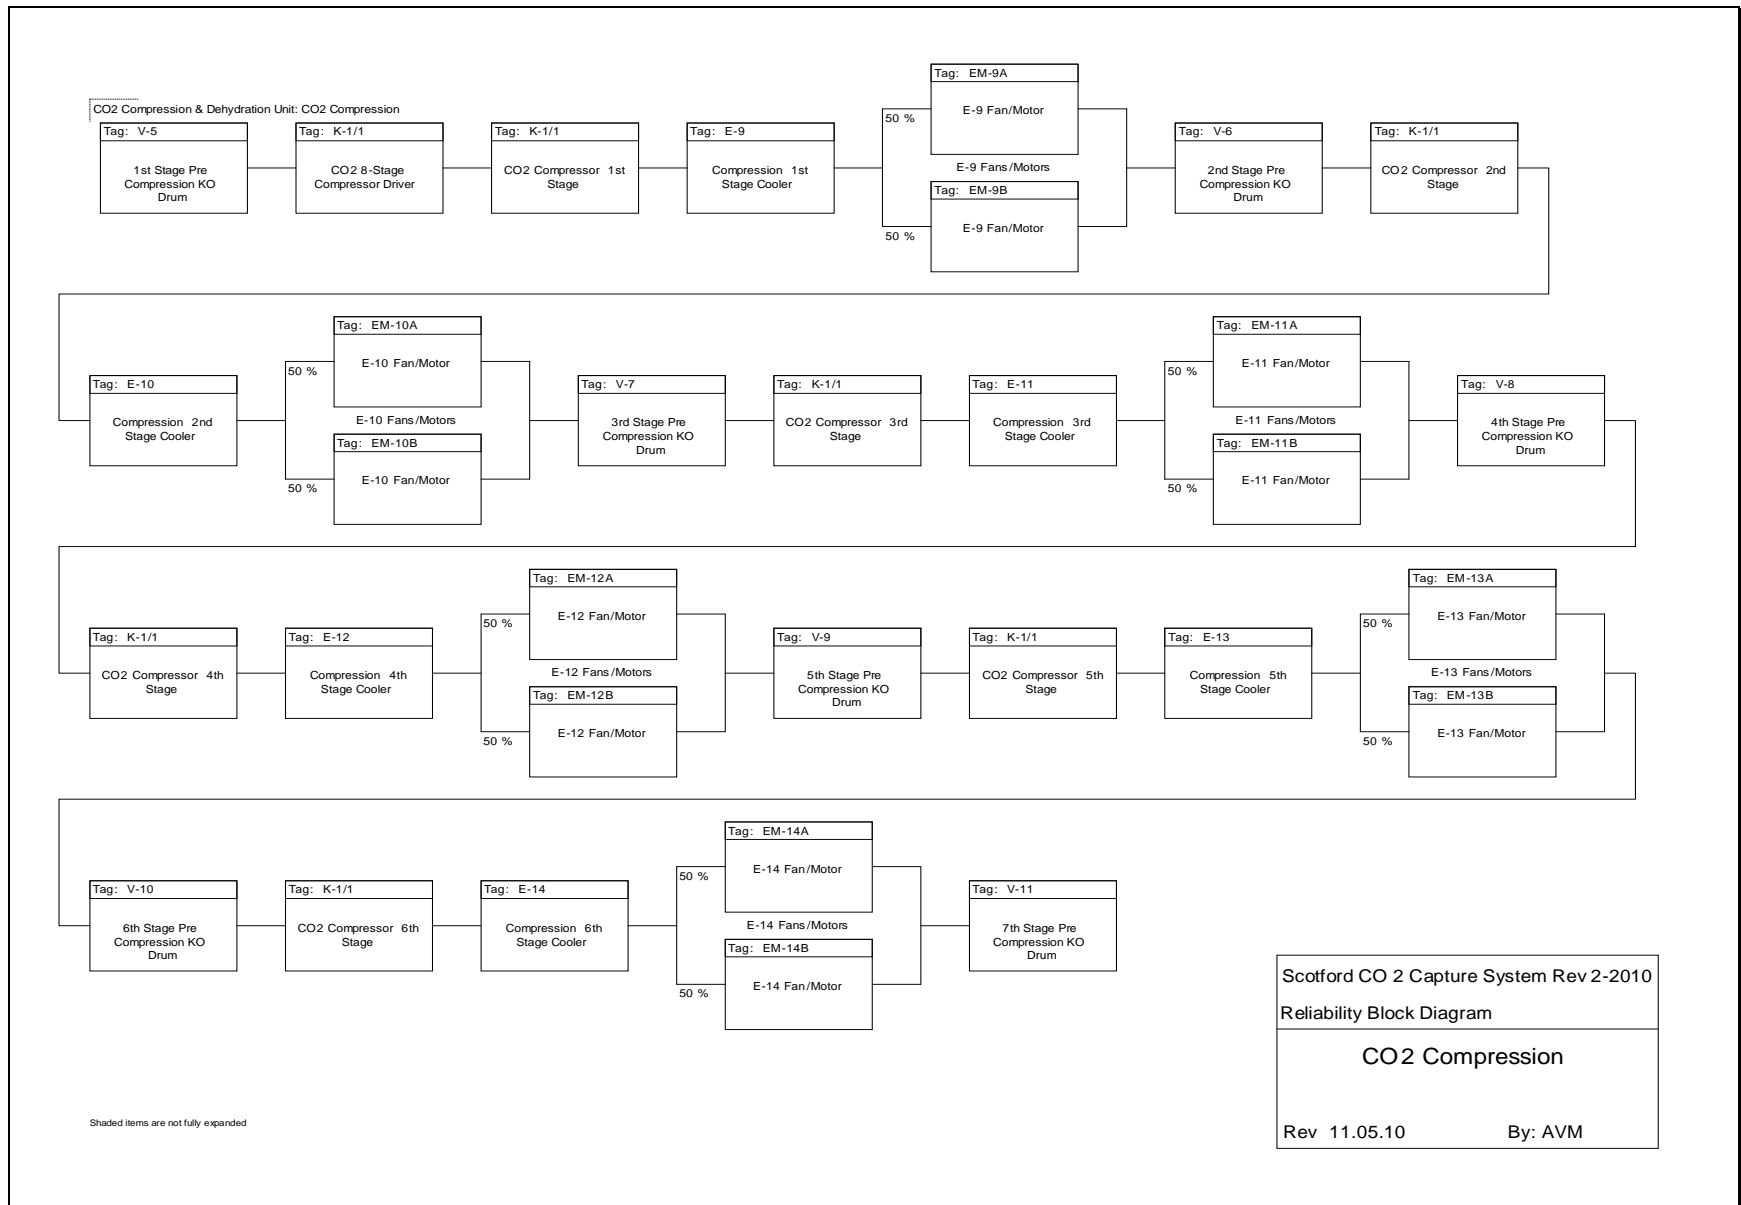 CO2 Compression & Dehydration Unit: CO2 Compression
Tag: V-5
1st Stage Pre
Compression KO
Drum
Tag: K-1/1
CO2 8-Stage
Compressor Driver
Tag: K-1/1
CO2 Compressor 1st
Stage
Tag: E-9
Compression 1st
Stage Cooler
50 %
Tag: EM-9A
E-9 Fan/Motor
E-9 Fans/Motors
50 %
Tag: EM-9B
E-9 Fan/Motor
Tag: V-6
2nd Stage Pre
Compression KO
Drum
Tag: K-1/1
CO2 Compressor 2nd
Stage
Tag: E-10
Compression 2nd
Stage Cooler
50 %
Tag: EM-10A
E-10 Fan/Motor
E-10 Fans/Motors
50 %
Tag: EM-10B
E-10 Fan/Motor
Tag: V-7
3rd Stage Pre
Compression KO
Drum
Tag: K-1/1
CO2 Compressor 3rd
Stage
Tag: E-11
Compression 3rd
Stage Cooler
50 %
Tag: EM-11A
E-11 Fan/Motor
E-11 Fans/Motors
50 %
Tag: EM-11B
E-11 Fan/Motor
Tag: V-8
4th Stage Pre
Compression KO
Drum
Tag: K-1/1
CO2 Compressor 4th
Stage
Tag: E-12
Compression 4th
Stage Cooler
50 %
Tag: EM-12A
E-12 Fan/Motor
E-12 Fans/Motors
50 %
Tag: EM-12B
E-12 Fan/Motor
Tag: V-9
5th Stage Pre
Compression KO
Drum
Tag: K-1/1
CO2 Compressor 5th
Stage
Tag: E-13
Compression 5th
Stage Cooler
50 %
Tag: EM-13A
E-13 Fan/Motor
E-13 Fans/Motors
50 %
Tag: EM-13B
E-13 Fan/Motor
Tag: V-10
6th Stage Pre
Compression KO
Drum
Tag: K-1/1
CO2 Compressor 6th
Stage
Tag: E-14
Compression 6th
Stage Cooler
50 %
Tag: EM-14A
E-14 Fan/Motor
E-14 Fans/Motors
50 %
Tag: EM-14B
E-14 Fan/Motor
Tag: V-11
7th Stage Pre
Compression KO
Drum
Scotford CO 2 Capture System Rev 2-2010
Reliability Block Diagram
CO2 Compression
Rev 11.05.10 By: AVM
Shaded items are not fully expanded